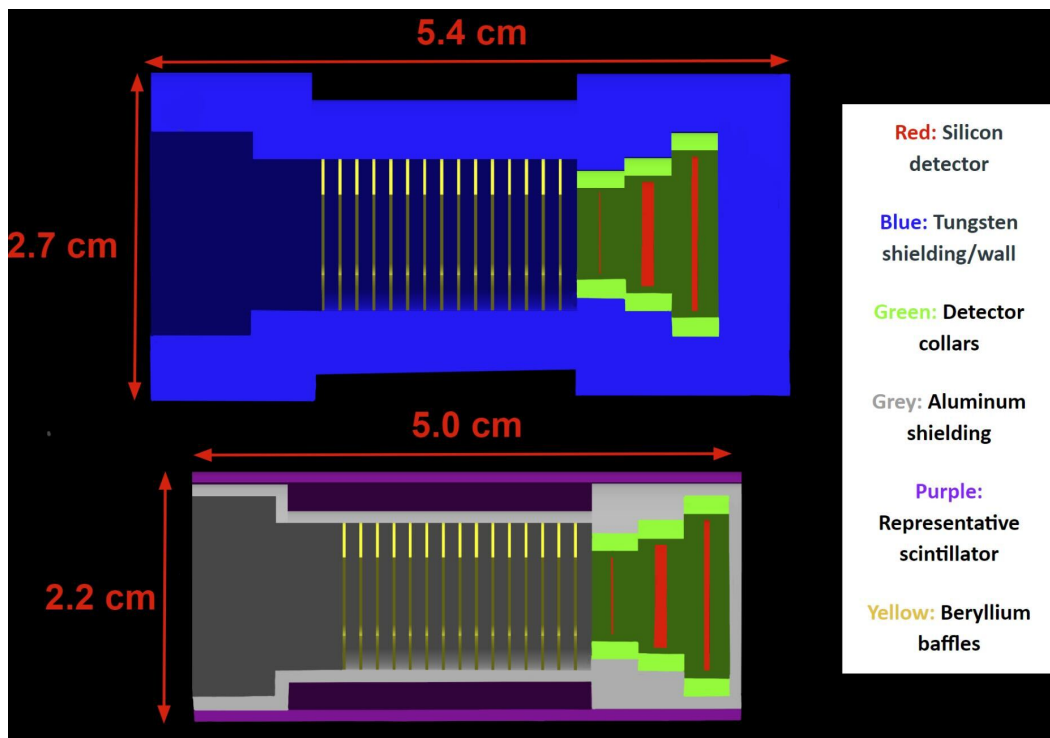 5.4 cm
2.7 cm
5.0 cm
2.2 cm
Red: Silicon
detector
Blue: Tungsten
shielding/wall
Green: Detector
collars
Grey: Aluminum
shielding
Purple:
Representative
scintillator
Yellow: Beryllium
baffles